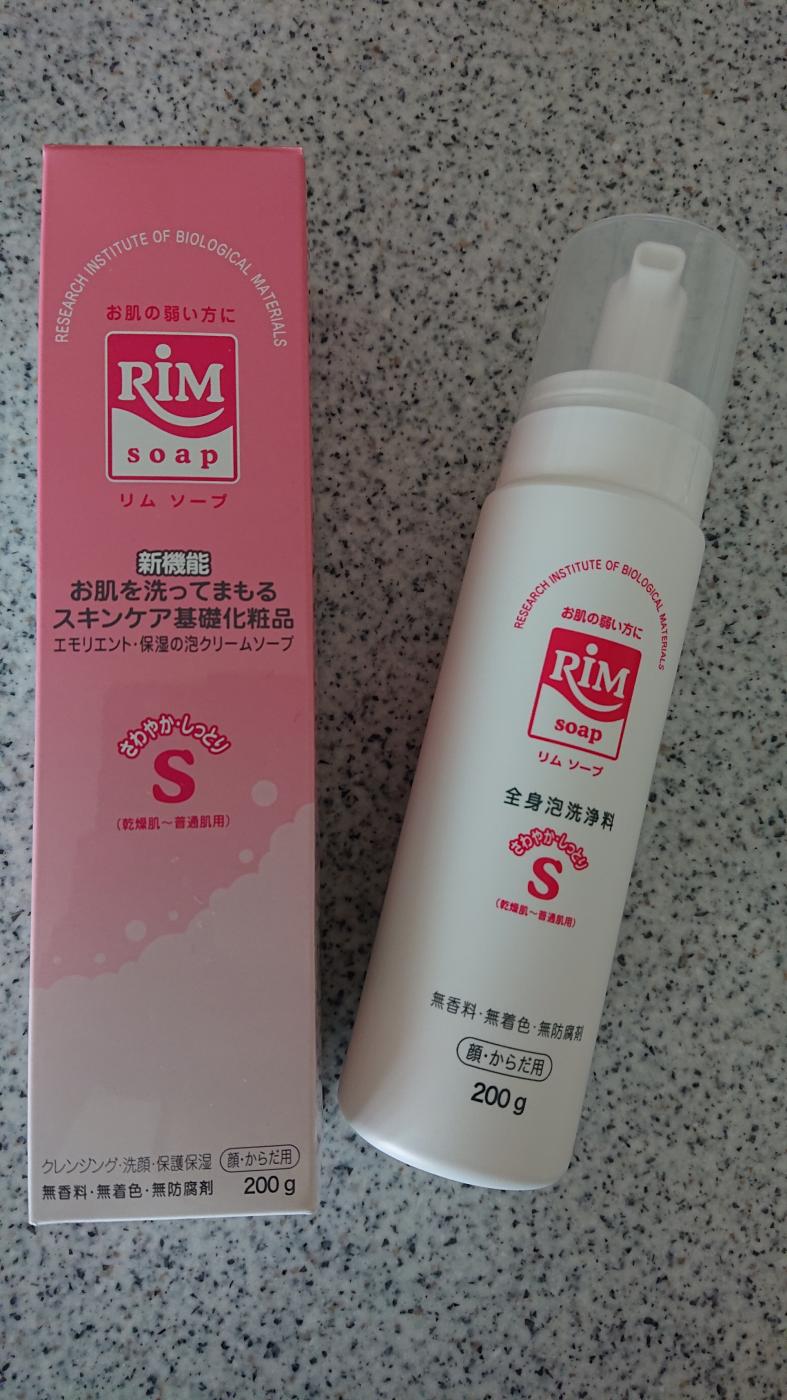 RESEARCH INSTITUTE OF BIOLOGICAL MATERIALS
お肌の弱い方に
RiM
soap
リム ソープ
新機能
お肌を洗ってまもる
スキンケア基礎化粧品
エモリエント・保湿の泡クリームソープ
さわやか・しっとり
S
(乾燥肌～普通肌用)
クレンジング・洗顔・保護保湿 顔・からだ用
無香料・無着色・無防腐剤 200g
RESEARCH INSTITUTE OF BIOLOGICAL MATERIALS
お肌の弱い方に
RiM
soap
リム ソープ
全身泡洗浄料
さわやか・しっとり
S
(乾燥肌～普通肌用)
無香料・無着色・無防腐剤
顔・からだ用
200g